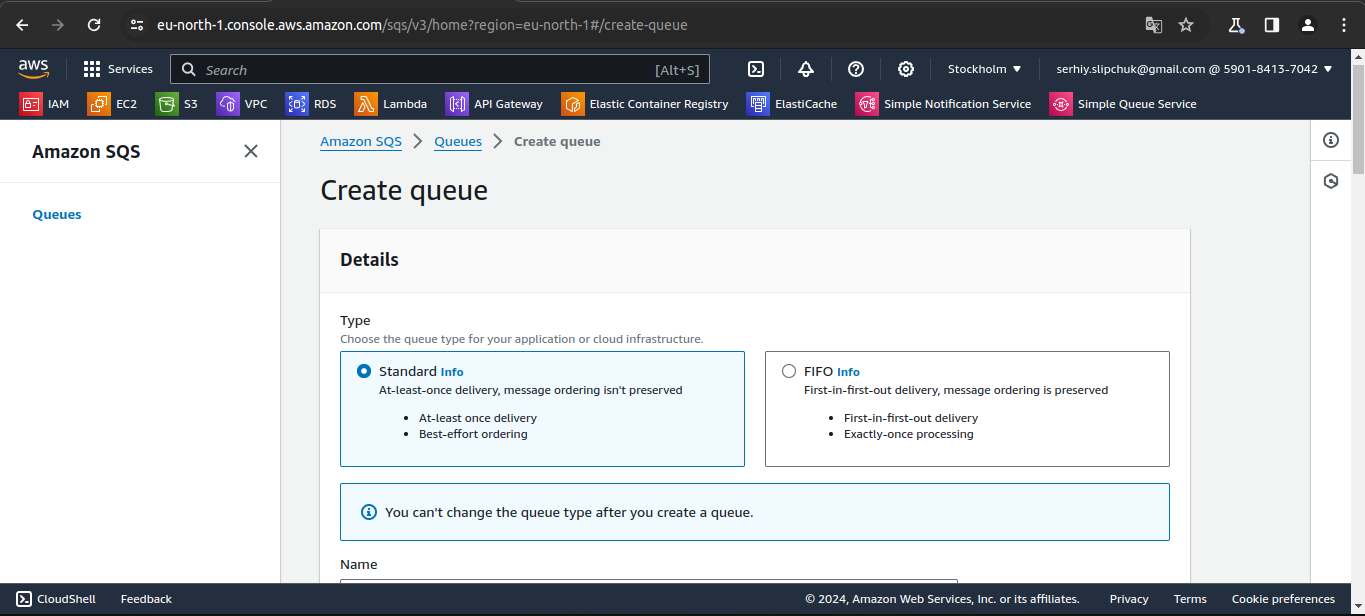 eu-north-1.console.aws.amazon.com/sqs/v3/home?region=eu-north-1#/create-queue
aws
Services
Search
[Alt+S]
Stockholm
serhiy.slipchuk@gmail.com @ 5901-8413-7042
IAM
EC2
S3
VPC
RDS
Lambda
API Gateway
Elastic Container Registry
ElastiCache
Simple Notification Service
Simple Queue Service
Amazon SQS
Queues
Amazon SQS
Queues
Create queue
Create queue
Details
Type
Choose the queue type for your application or cloud infrastructure.
Standard Info
At-least-once delivery, message ordering isn't preserved
• At-least once delivery
• Best-effort ordering
FIFO Info
First-in-first-out delivery, message ordering is preserved
• First-in-first-out delivery
• Exactly-once processing
You can't change the queue type after you create a queue.
Name
CloudShell
Feedback
© 2024, Amazon Web Services, Inc. or its affiliates.
Privacy
Terms
Cookie preferences